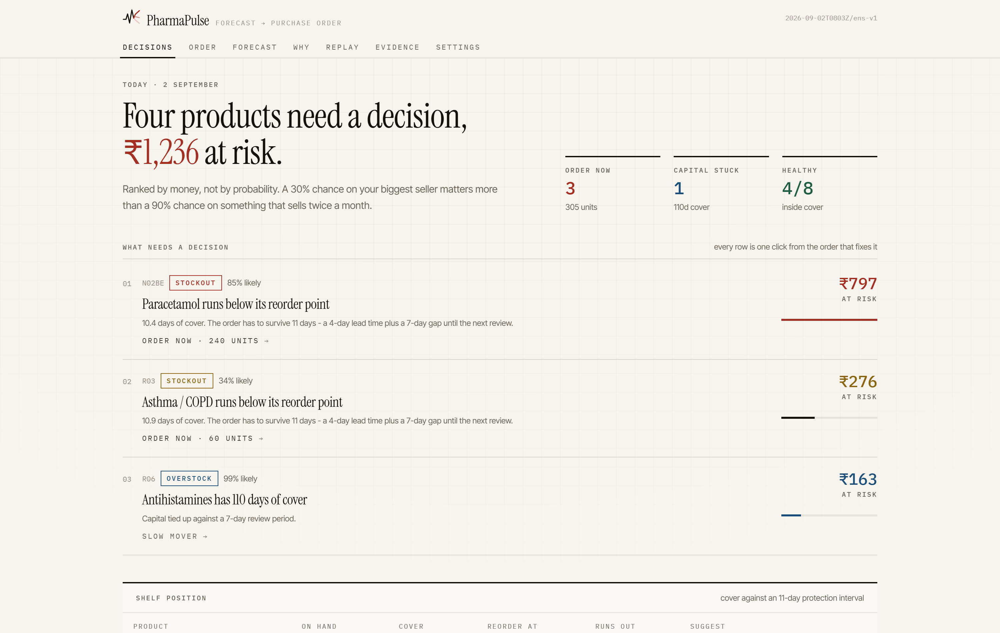 PharmaPulse FORECAST → PURCHASE ORDER
2026-09-02T0803Z/ens-v1
DECISIONS ORDER FORECAST WHY REPLAY EVIDENCE SETTINGS
TODAY · 2 SEPTEMBER
Four products need a decision,
₹1,236 at risk.
Ranked by money, not by probability. A 30% chance on your biggest seller matters more
than a 90% chance on something that sells twice a month.
ORDER NOW CAPITAL STUCK HEALTHY
3 1 4/8
305 units 110d cover inside cover
WHAT NEEDS A DECISION every row is one click from the order that fixes it
01 N02BE STOCKOUT 85% likely ₹797
AT RISK
Paracetamol runs below its reorder point
10.4 days of cover. The order has to survive 11 days - a 4-day lead time plus a 7-day gap until the next review.
ORDER NOW · 240 UNITS →
02 R03 STOCKOUT 34% likely ₹276
AT RISK
Asthma / COPD runs below its reorder point
10.9 days of cover. The order has to survive 11 days - a 4-day lead time plus a 7-day gap until the next review.
ORDER NOW · 60 UNITS →
03 R06 OVERSTOCK 99% likely ₹163
AT RISK
Antihistamines has 110 days of cover
Capital tied up against a 7-day review period.
SLOW MOVER →
SHELF POSITION cover against an 11-day protection interval
PRODUCT ON HAND COVER REORDER AT RUNS OUT SUGGEST